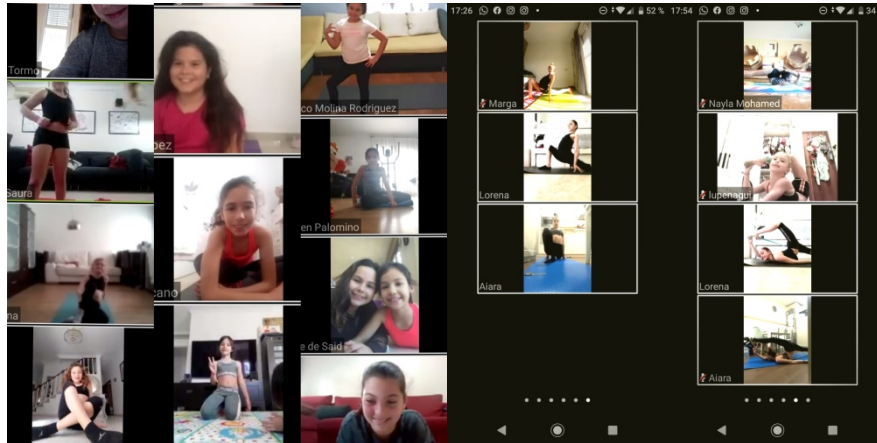 Tormo
Saura
na
pez
cano
co Molina Rodriguez
en Palomino
e de Said
17:26
52 %
Marga
Lorena
Aiara
17:54
34
Nayla Mohamed
lupenagui
Lorena
Aiara